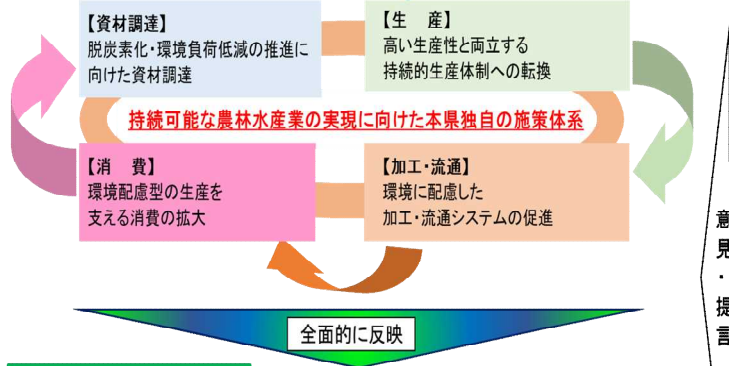 【資材調達】
脱炭素化・環境負荷低減の推進に
向けた資材調達
【生　産】
高い生産性と両立する
持続的生産体制への転換
持続可能な農林水産業の実現に向けた本県独自の施策体系
【消　費】
環境配慮型の生産を
支える消費の拡大
【加工・流通】
環境に配慮した
加工・流通システムの促進
全面的に反映
意見・提言